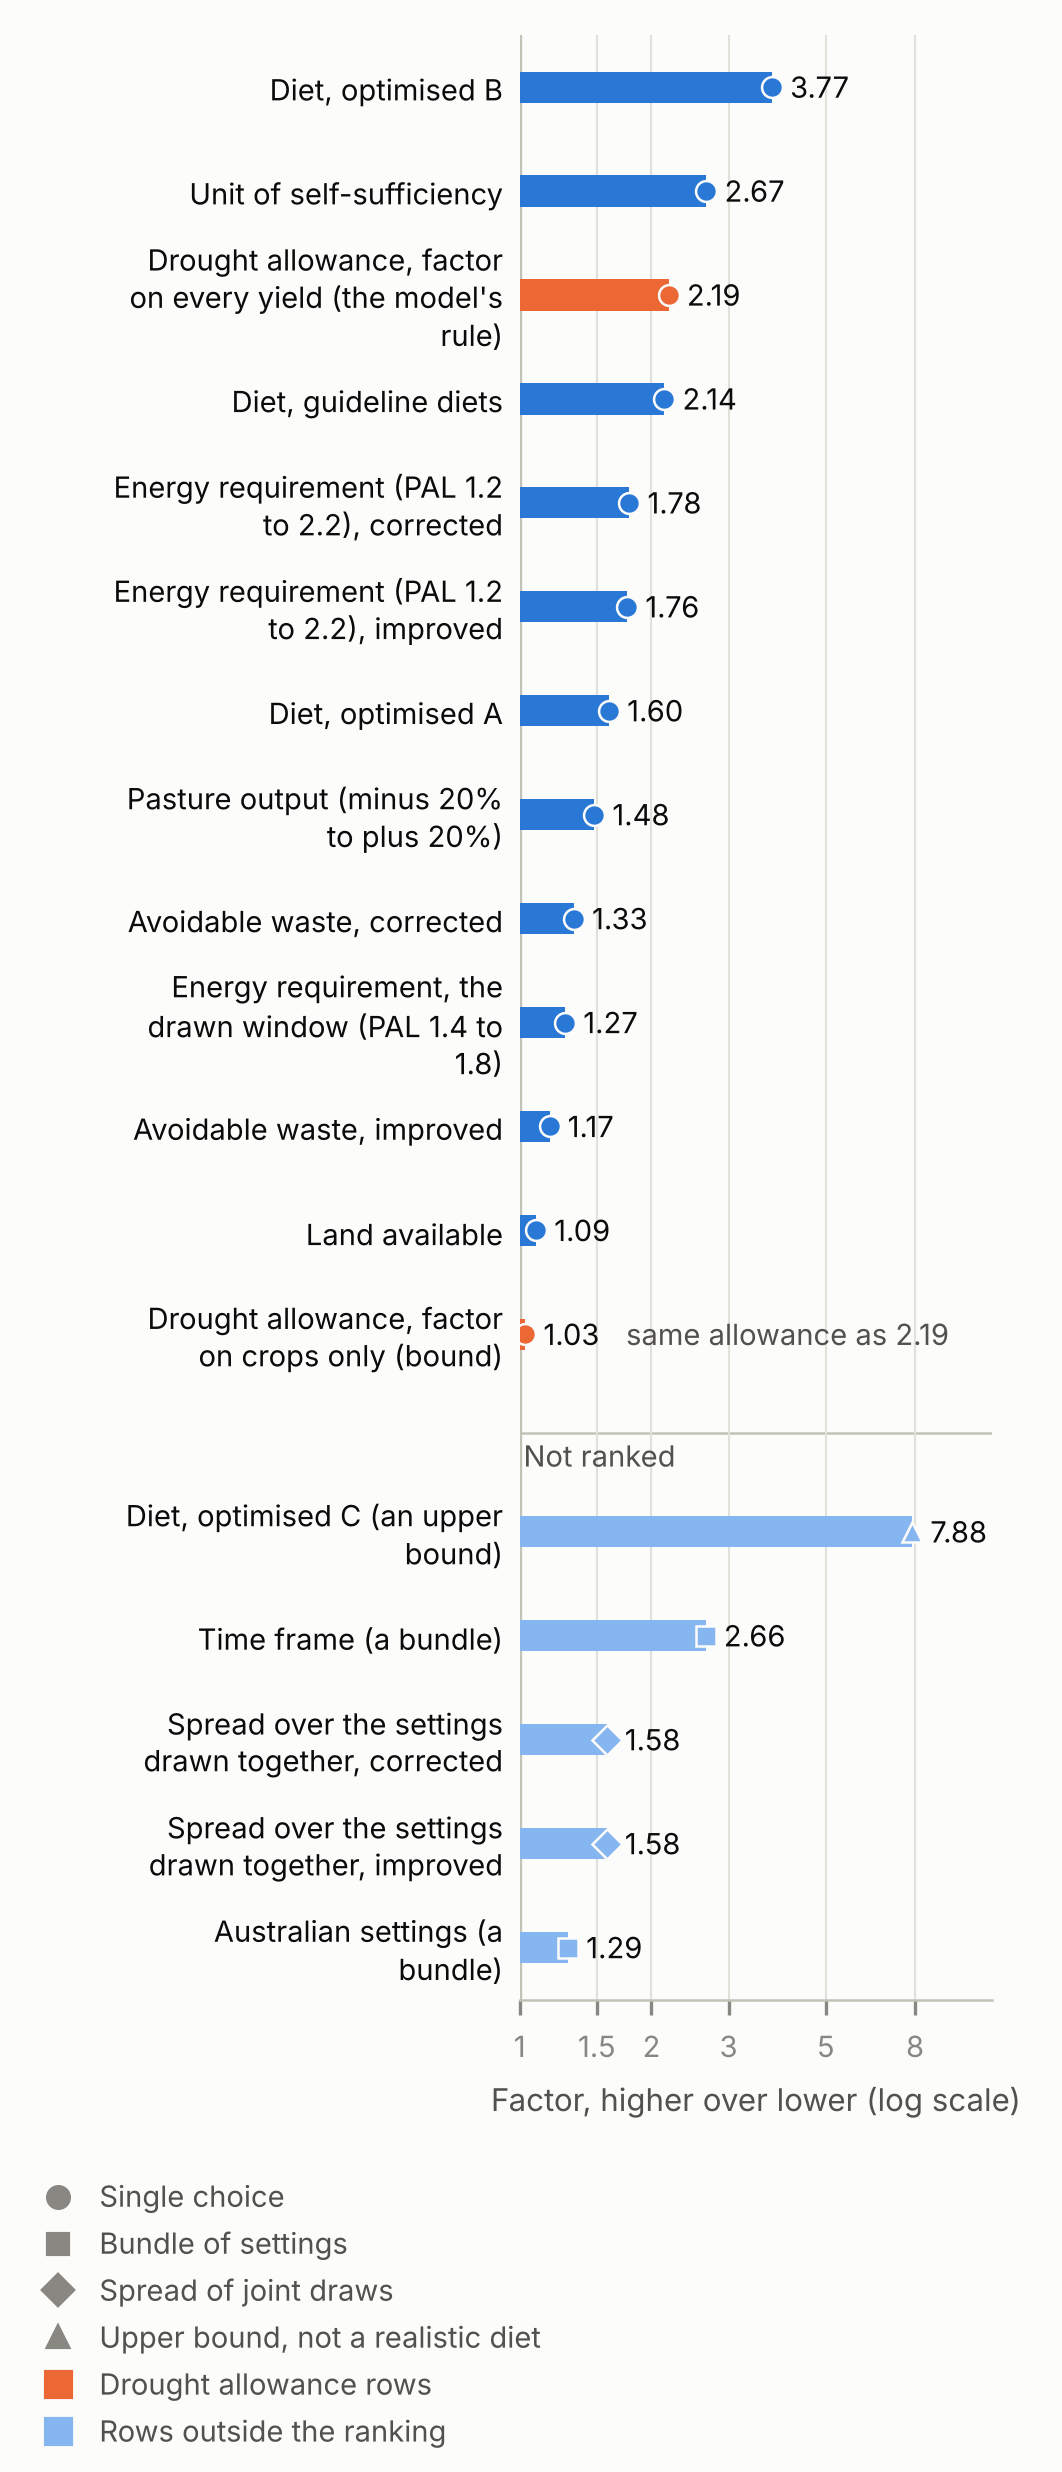 Diet, optimised B
3.77
Unit of self-sufficiency
2.67
Drought allowance, factor
on every yield (the model's
rule)
2.19
Diet, guideline diets
2.14
Energy requirement (PAL 1.2
to 2.2), corrected
1.78
Energy requirement (PAL 1.2
to 2.2), improved
1.76
Diet, optimised A
1.60
Pasture output (minus 20%
to plus 20%)
1.48
Avoidable waste, corrected
1.33
Energy requirement, the
drawn window (PAL 1.4 to
1.8)
1.27
Avoidable waste, improved
1.17
Land available
1.09
Drought allowance, factor
on crops only (bound)
1.03 same allowance as 2.19
Not ranked
Diet, optimised C (an upper
bound)
7.88
Time frame (a bundle)
2.66
Spread over the settings
drawn together, corrected
1.58
Spread over the settings
drawn together, improved
1.58
Australian settings (a
bundle)
1.29
1 1.5 2 3 5 8
Factor, higher over lower (log scale)
Single choice
Bundle of settings
Spread of joint draws
Upper bound, not a realistic diet
Drought allowance rows
Rows outside the ranking